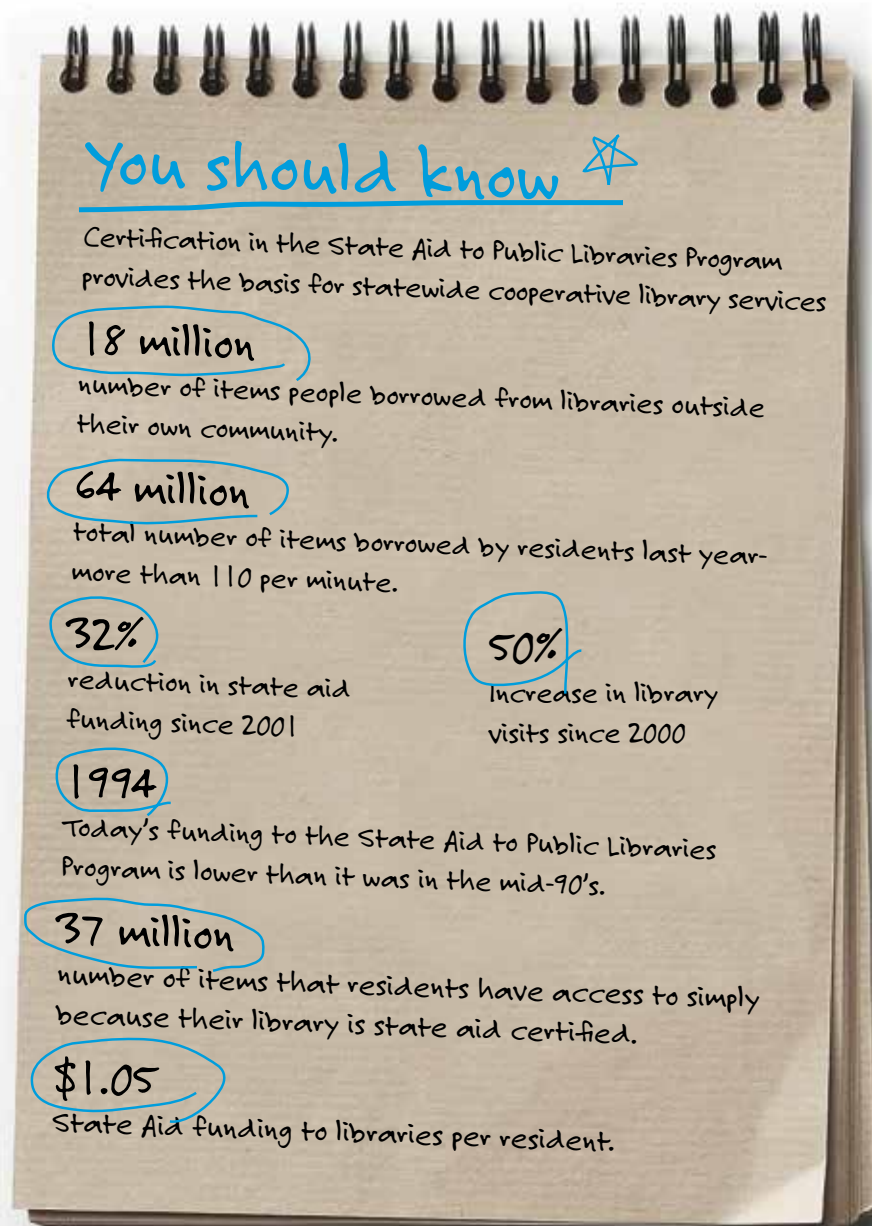 You should know
Certification in the State Aid to Public Libraries Program
provides the basis for statewide cooperative library services
18 million
number of items people borrowed from libraries outside
their own community.
64 million
total number of items borrowed by residents last year-
more than 110 per minute.
32%
reduction in state aid
funding since 2001
50%
Increase in library
visits since 2000
1994
Today's funding to the State Aid to Public Libraries
Program is lower than it was in the mid-90's.
37 million
number of items that residents have access to simply
because their library is state aid certified.
$1.05
State Aid funding to libraries per resident.